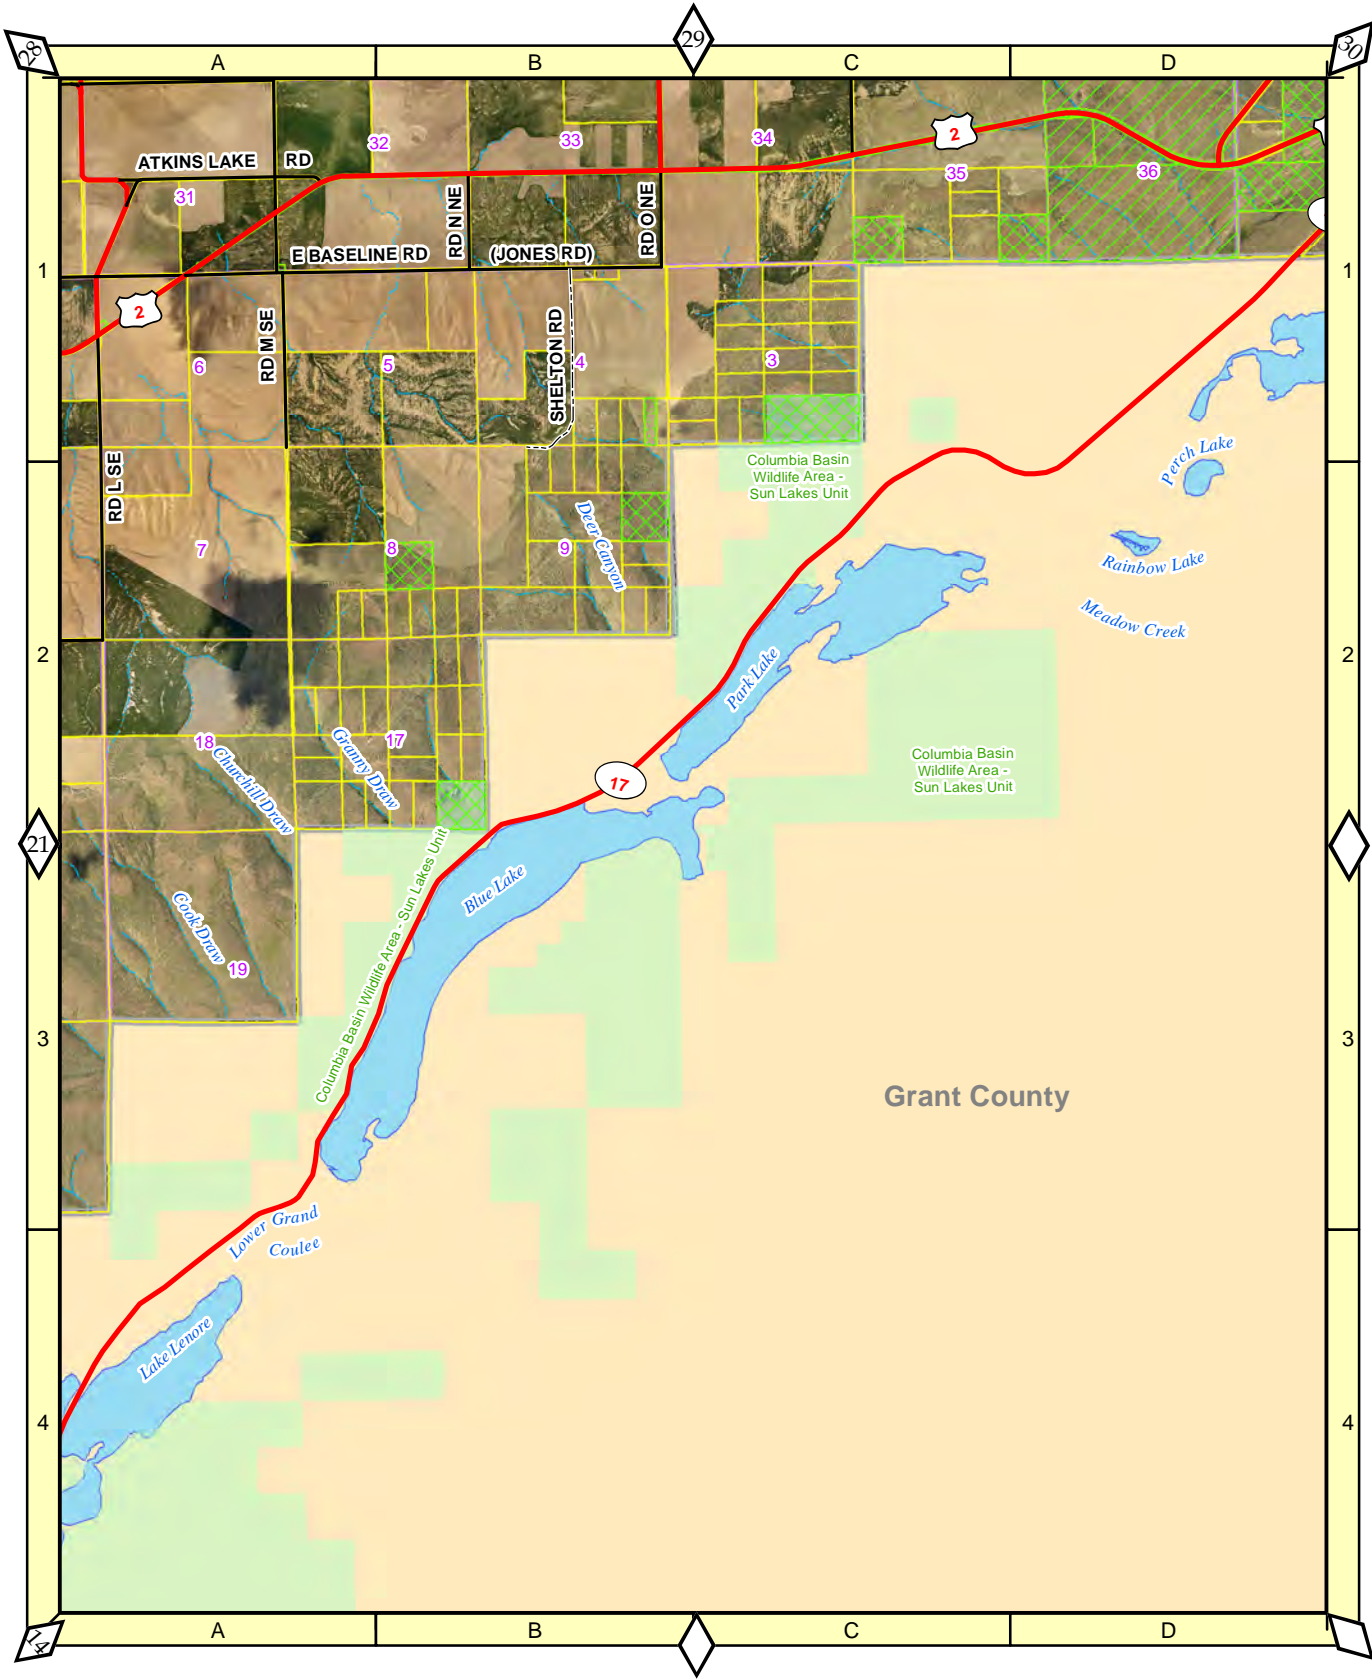 28
29
30
A
B
C
D
32
33
34
2
ATKINS LAKE RD
31
35
36
RD N NE
RD O NE
E BASELINE RD
(JONES RD)
1
1
2
RD M SE
SHELTON RD
6
5
4
3
Perch Lake
RD L SE
Columbia Basin
Wildlife Area -
Sun Lakes Unit
Deer Canyon
7
8
9
Rainbow Lake
Meadow Creek
2
2
Park Lake
18
Churchill Draw
Granny Draw
17
Columbia Basin
Wildlife Area -
Sun Lakes Unit
17
21
Blue Lake
Columbia Basin Wildlife Area - Sun Lakes Unit
Cook Draw
19
3
3
Grant County
Lower Grand
Coulee
Lake Lenore
4
4
14
A
B
C
D